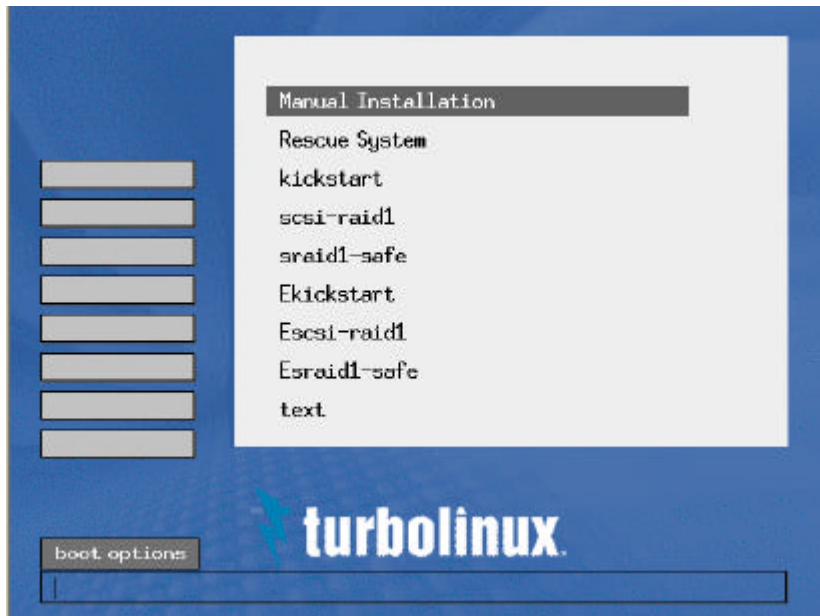 Manual Installation
Rescue System
kickstart
scsi-raid1
sraid1-safe
Ekickstart
Escsi-raid1
Esraid1-safe
text
turbolinux.
boot options